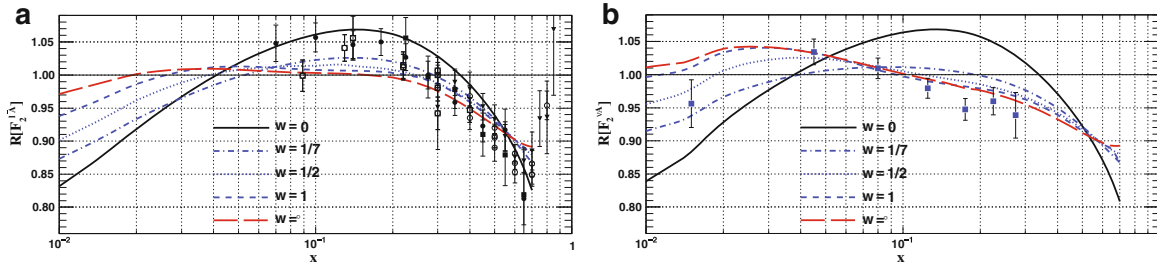 a
R[F₂^lA]
1.05
1.00
0.95
0.90
0.85
0.80
w = 0
w = 1/7
w = 1/2
w = 1
w = ∞
10⁻²
10⁻¹
1
x
b
R[F₂^νA]
1.05
1.00
0.95
0.90
0.85
0.80
w = 0
w = 1/7
w = 1/2
w = 1
w = ∞
10⁻²
10⁻¹
x